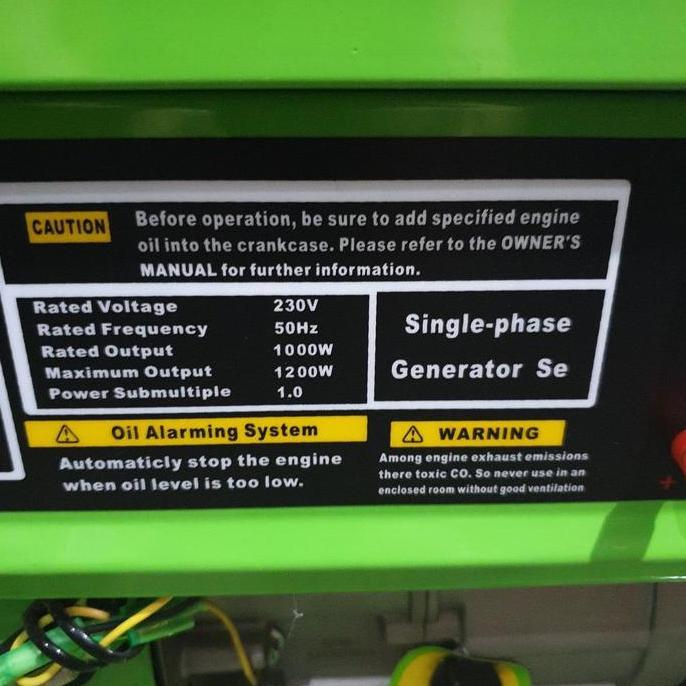 CAUTION
Before operation, be sure to add specified engine
oil into the crankcase. Please refer to the OWNER'S
MANUAL for further information.
Rated Voltage 230V
Rated Frequency 50Hz
Rated Output 1000W
Maximum Output 1200W
Power Submultiple 1.0
Single-phase
Generator Se
Oil Alarming System
Automaticly stop the engine
when oil level is too low.
WARNING
Among engine exhaust emissions
there toxic CO. So never use in an
enclosed room without good ventilation
+